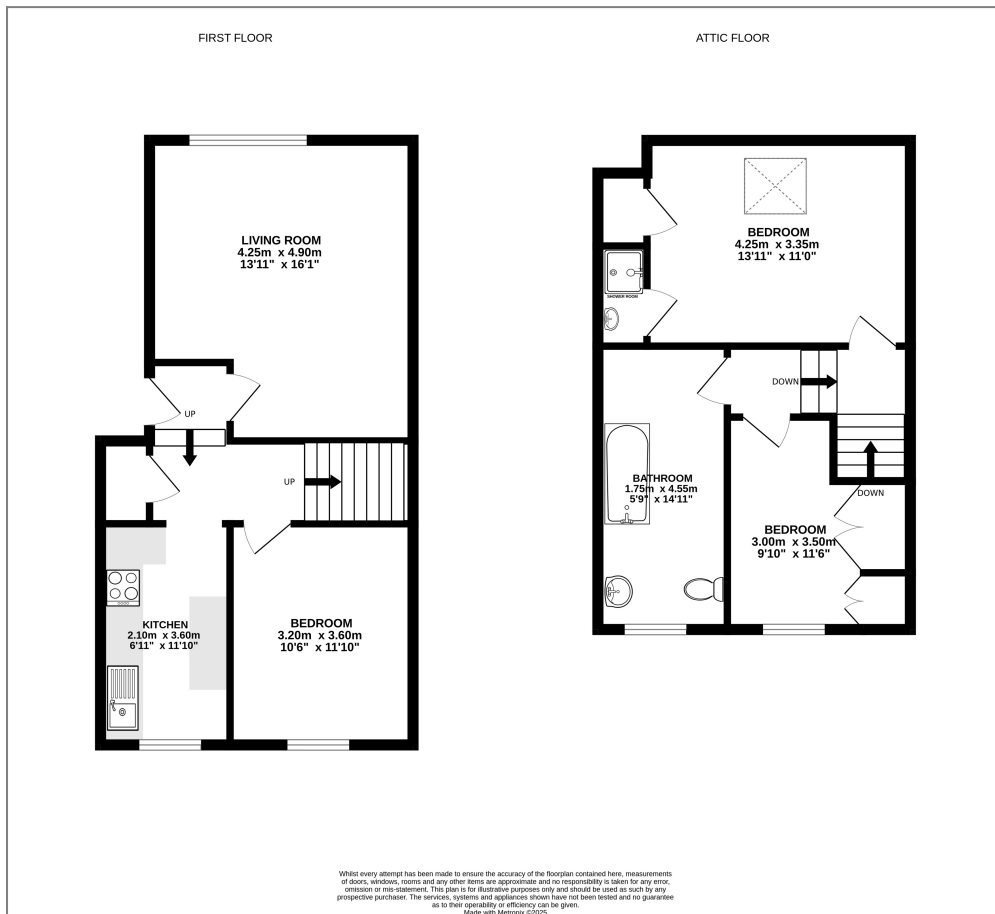 FIRST FLOOR
LIVING ROOM
4.25m x 4.90m
13'11" x 16'1"
UP
UP
KITCHEN
2.10m x 3.60m
6'11" x 11'10"
BEDROOM
3.20m x 3.60m
10'6" x 11'10"
ATTIC FLOOR
BEDROOM
4.25m x 3.35m
13'11" x 11'0"
SHOWER ROOM
DOWN
BATHROOM
1.75m x 4.55m
5'9" x 14'11"
DOWN
BEDROOM
3.00m x 3.50m
9'10" x 11'6"
Whilst every attempt has been made to ensure the accuracy of the floorplan contained here, measurements
of doors, windows, rooms and any other items are approximate and no responsibility is taken for any error,
omission or mis-statement. This plan is for illustrative purposes only and should be used as such by any
prospective purchaser. The services, systems and appliances shown have not been tested and no guarantee
as to their operability or efficiency can be given.
Made with Metropix ©2025